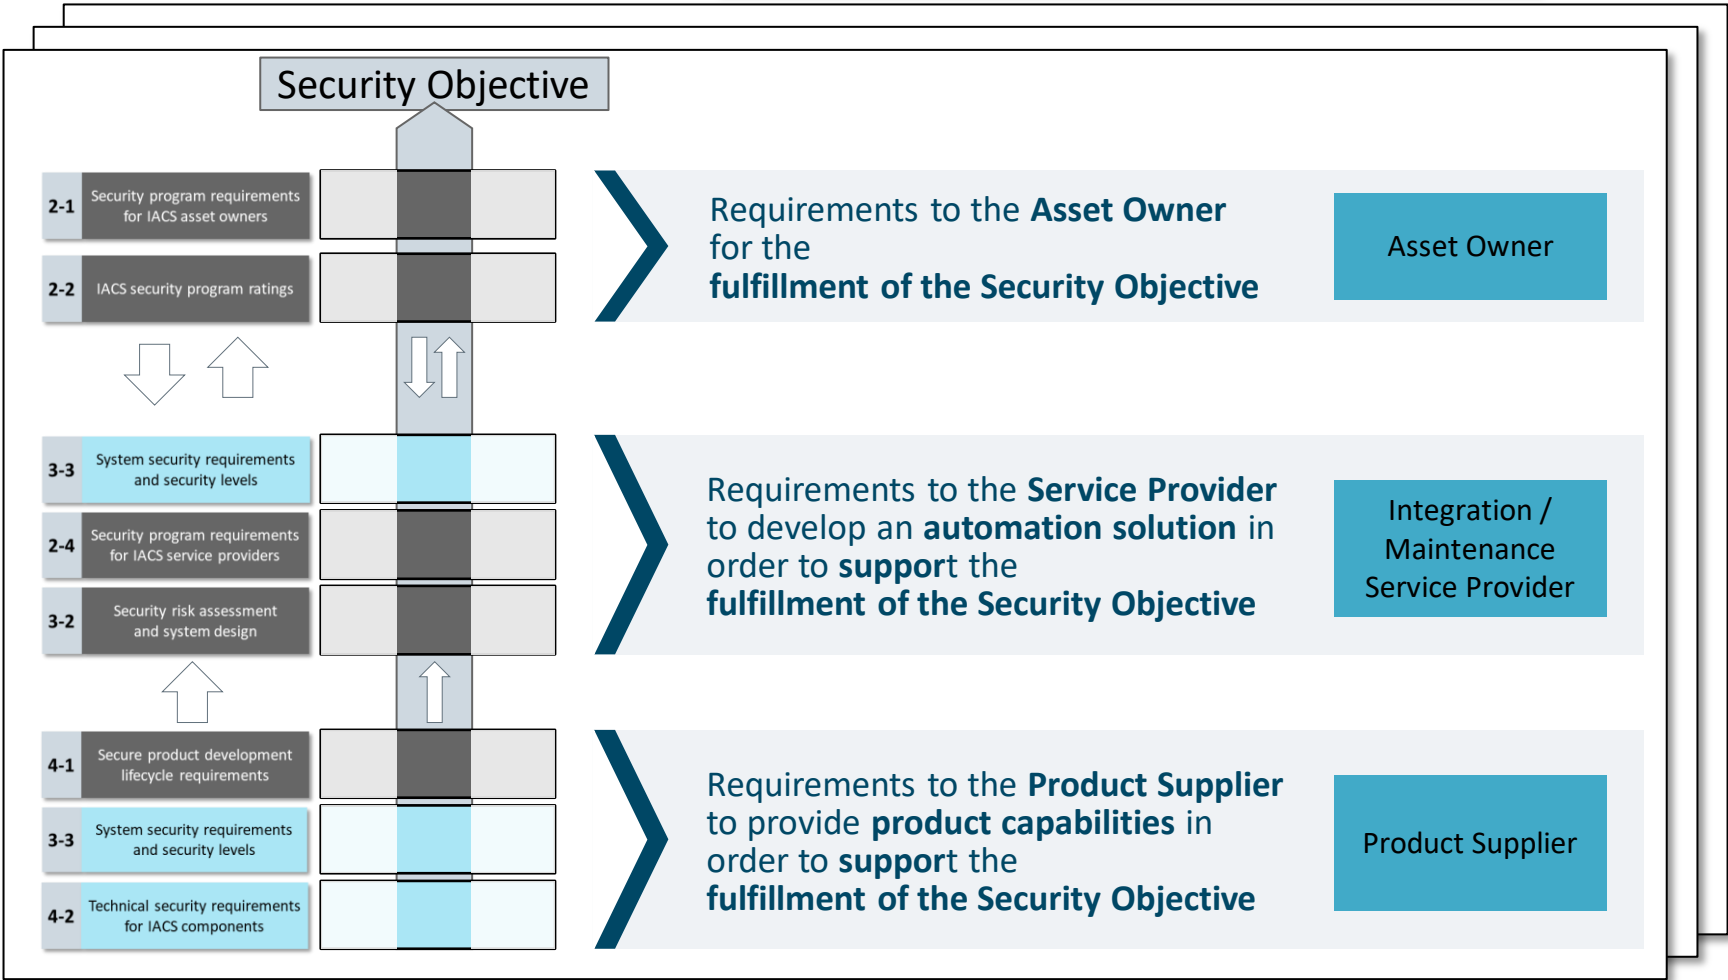 Security Objective
2-1
Security program requirements
for IACS asset owners
2-2
IACS security program ratings
Requirements to the Asset Owner
for the
fulfillment of the Security Objective
Asset Owner
3-3
System security requirements
and security levels
2-4
Security program requirements
for IACS service providers
3-2
Security risk assessment
and system design
Requirements to the Service Provider
to develop an automation solution in
order to support the
fulfillment of the Security Objective
Integration /
Maintenance
Service Provider
4-1
Secure product development
lifecycle requirements
3-3
System security requirements
and security levels
4-2
Technical security requirements
for IACS components
Requirements to the Product Supplier
to provide product capabilities in
order to support the
fulfillment of the Security Objective
Product Supplier